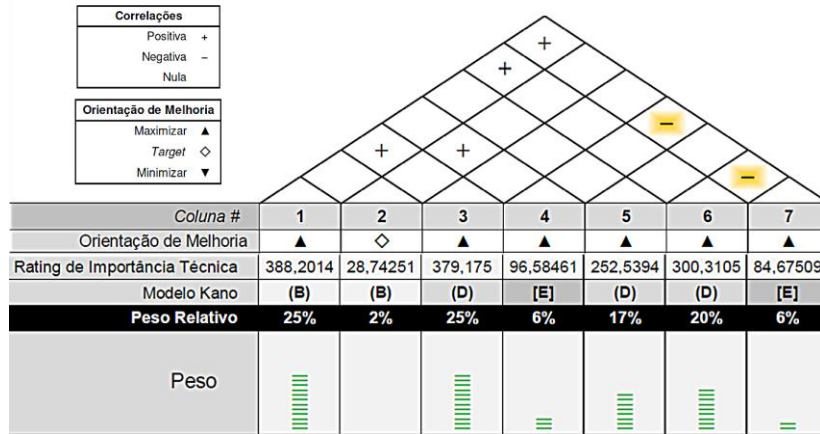 Correlações
Positiva +
Negativa −
Nula
Orientação de Melhoria
Maximizar ▲
Target ◇
Minimizar ▼
+
+
−
+ +
−
Coluna # 1 2 3 4 5 6 7
Orientação de Melhoria ▲ ◇ ▲ ▲ ▲ ▲ ▲
Rating de Importância Técnica 388,2014 28,74251 379,175 96,58461 252,5394 300,3105 84,67509
Modelo Kano (B) (B) (D) [E] (D) (D) [E]
Peso Relativo 25% 2% 25% 6% 17% 20% 6%
Peso